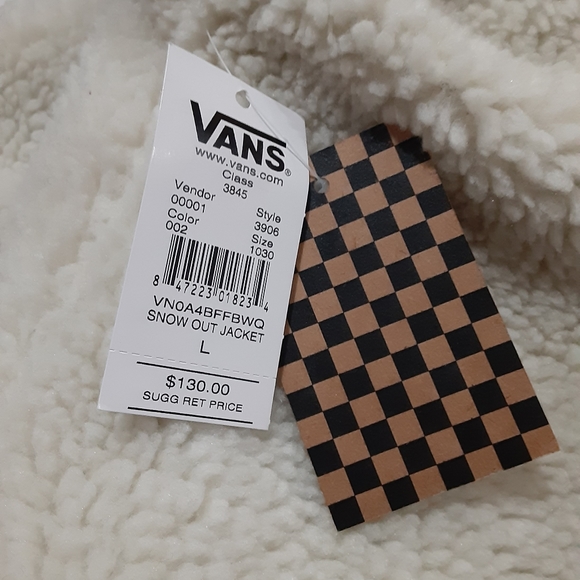 VANS®
www.vans.com
Class
3845
Vendor Style
00001 3906
Color Size
002 1030
8 47223 01823 4
VN0A4BFFBWQ
SNOW OUT JACKET
L
$130.00
SUGG RET PRICE